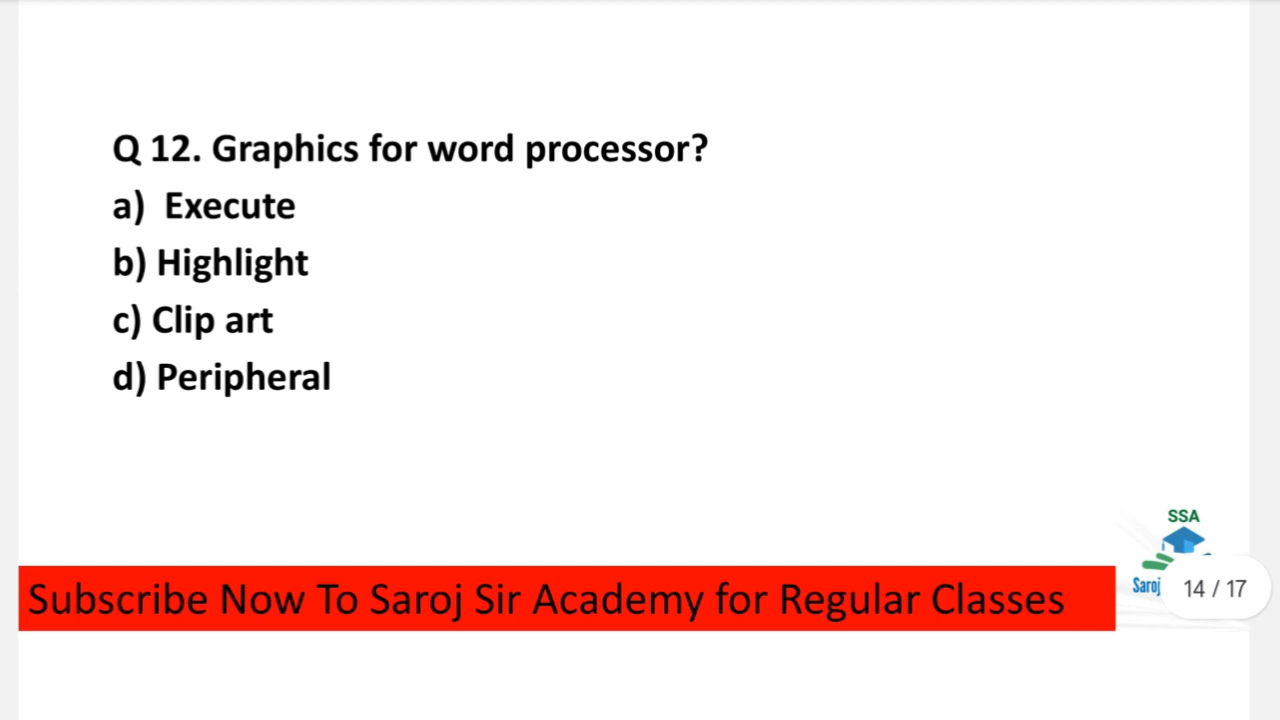 Q 12. Graphics for word processor?
a) Execute
b) Highlight
c) Clip art
d) Peripheral
SSA
Saroj
14 / 17
Subscribe Now To Saroj Sir Academy for Regular Classes